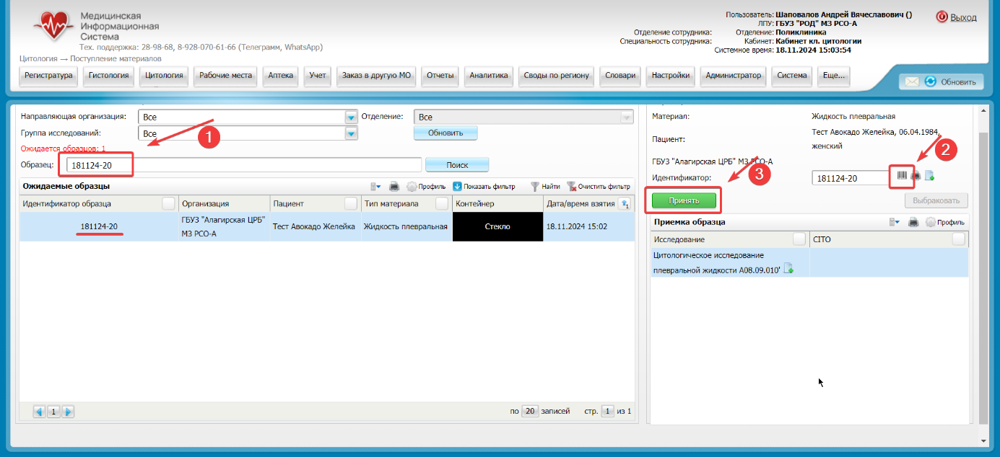 Медицинская
Информационная
Система
Тех. поддержка: 28-98-68, 8-928-070-61-66 (Телеграмм, WhatsApp)
Цитология → Поступление материалов
Пользователь: Шаповалов Андрей Вячеславович ()
ЛПУ: ГБУЗ "РОД" МЗ РСО-А
Отделение сотрудника: Отделение: Поликлиника
Специальность сотрудника: Кабинет: Кабинет кл. цитологии
Системное время: 18.11.2024 15:03:54
Выход
Регистратура Гистология Цитология Рабочие места Аптека Учет Заказ в другую МО Отчеты Аналитика Своды по региону Словари Настройки Администратор Система Еще...
Обновить
Направляющая организация: Все Отделение: Все
Группа исследований: Все Обновить
1
Ожидается образцов: 1
Образец: 181124-20 Поиск
Ожидаемые образцы Профиль Показать фильтр Найти Очистить фильтр
Идентификатор образца Организация Пациент Тип материала Контейнер Дата/время взятия 1
181124-20 ГБУЗ "Алагирская ЦРБ" Тест Авокадо Желейка Жидкость плевральная Стекло 18.11.2024 15:02
МЗ РСО-А
1 по 20 записей стр. 1 из 1
Материал: Жидкость плевральная
Пациент: Тест Авокадо Желейка, 06.04.1984,
женский
2
ГБУЗ "Алагирская ЦРБ" МЗ РСО-А
3
Идентификатор: 181124-20
Принять Выбраковать
Приемка образца Профиль
Исследование CITO
Цитологическое исследование
плевральной жидкости A08.09.010'